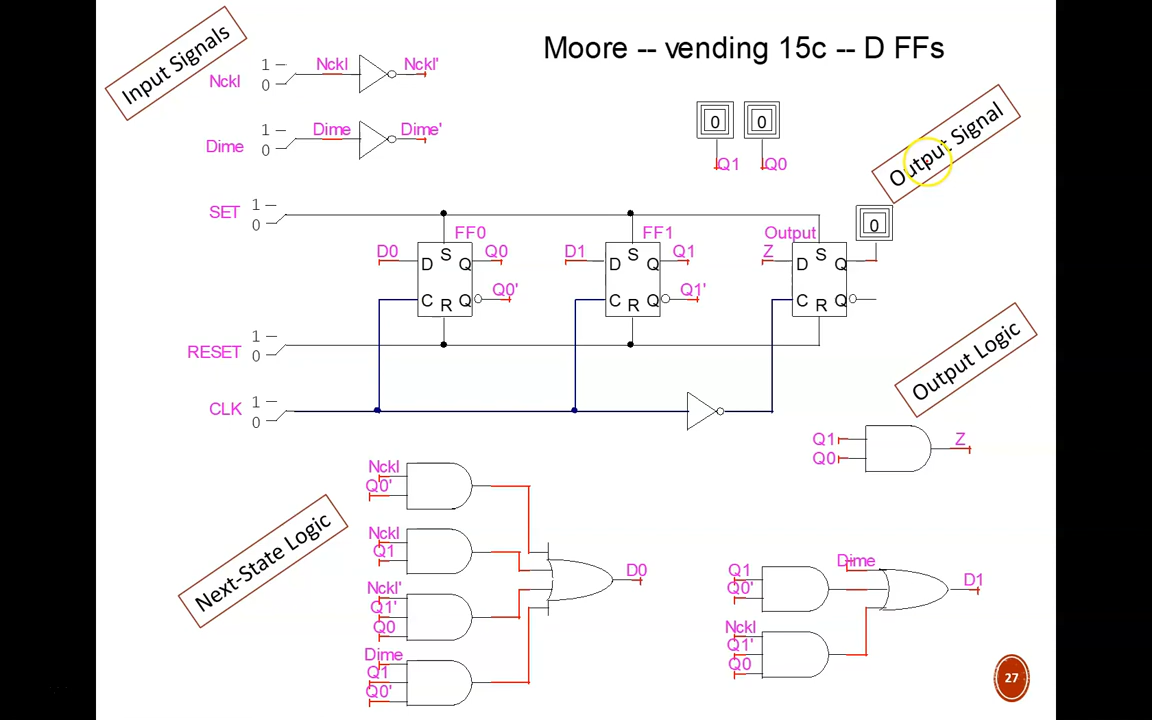 Moore -- vending 15c -- D FFs
Input Signals
Nckl
1
0
Nckl
Nckl'
Dime
1
0
Dime
Dime'
0 0
Q1 Q0
Output Signal
0
SET
1
0
FF0
D0
D S Q
C R Q
Q0
Q0'
FF1
D1
D S Q
C R Q
Q1
Q1'
Output
Z
D S Q
C R Q
RESET
1
0
CLK
1
0
Output Logic
Q1
Q0
Z
Next-State Logic
Nckl
Q0'
Nckl
Q1
Nckl'
Q1'
Q0
Dime
Q1
Q0'
D0
Dime
Q1
Q0'
Nckl
Q1'
Q0
D1
27